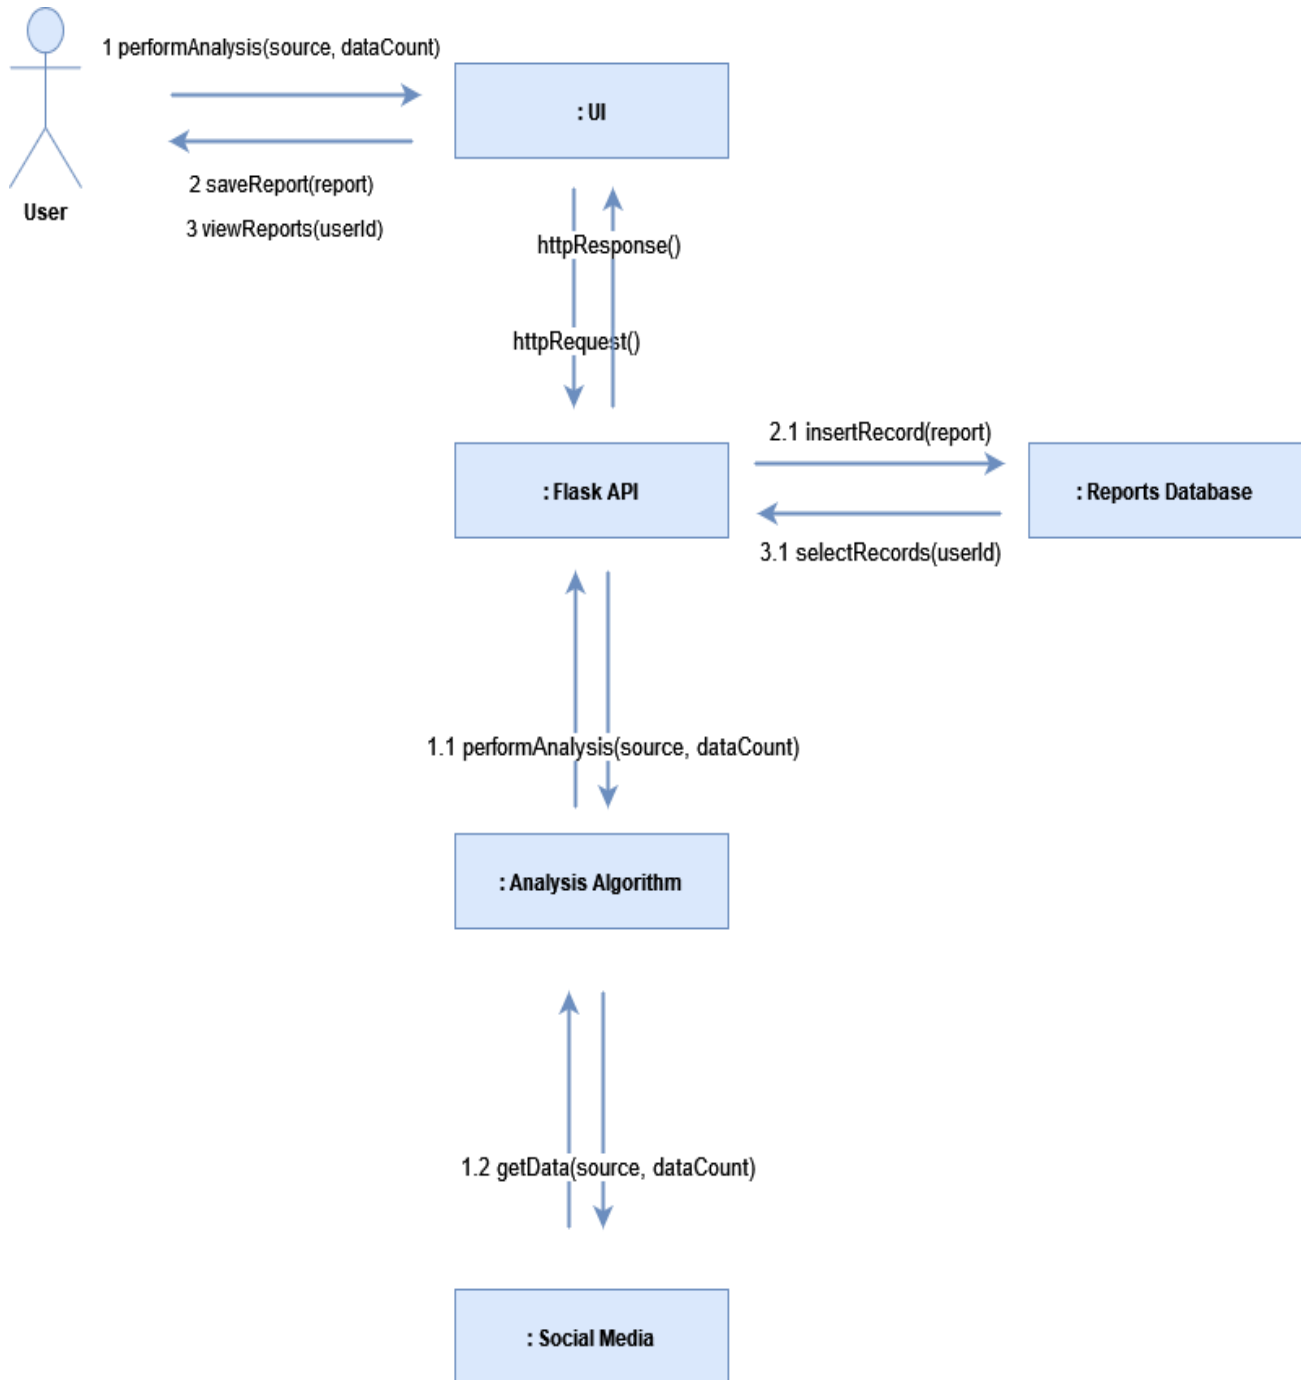 1 performAnalysis(source, dataCount)
: UI
2 saveReport(report)
User
3 viewReports(userId)
httpResponse()
httpRequest()
2.1 insertRecord(report)
: Flask API
: Reports Database
3.1 selectRecords(userId)
1.1 performAnalysis(source, dataCount)
: Analysis Algorithm
1.2 getData(source, dataCount)
: Social Media